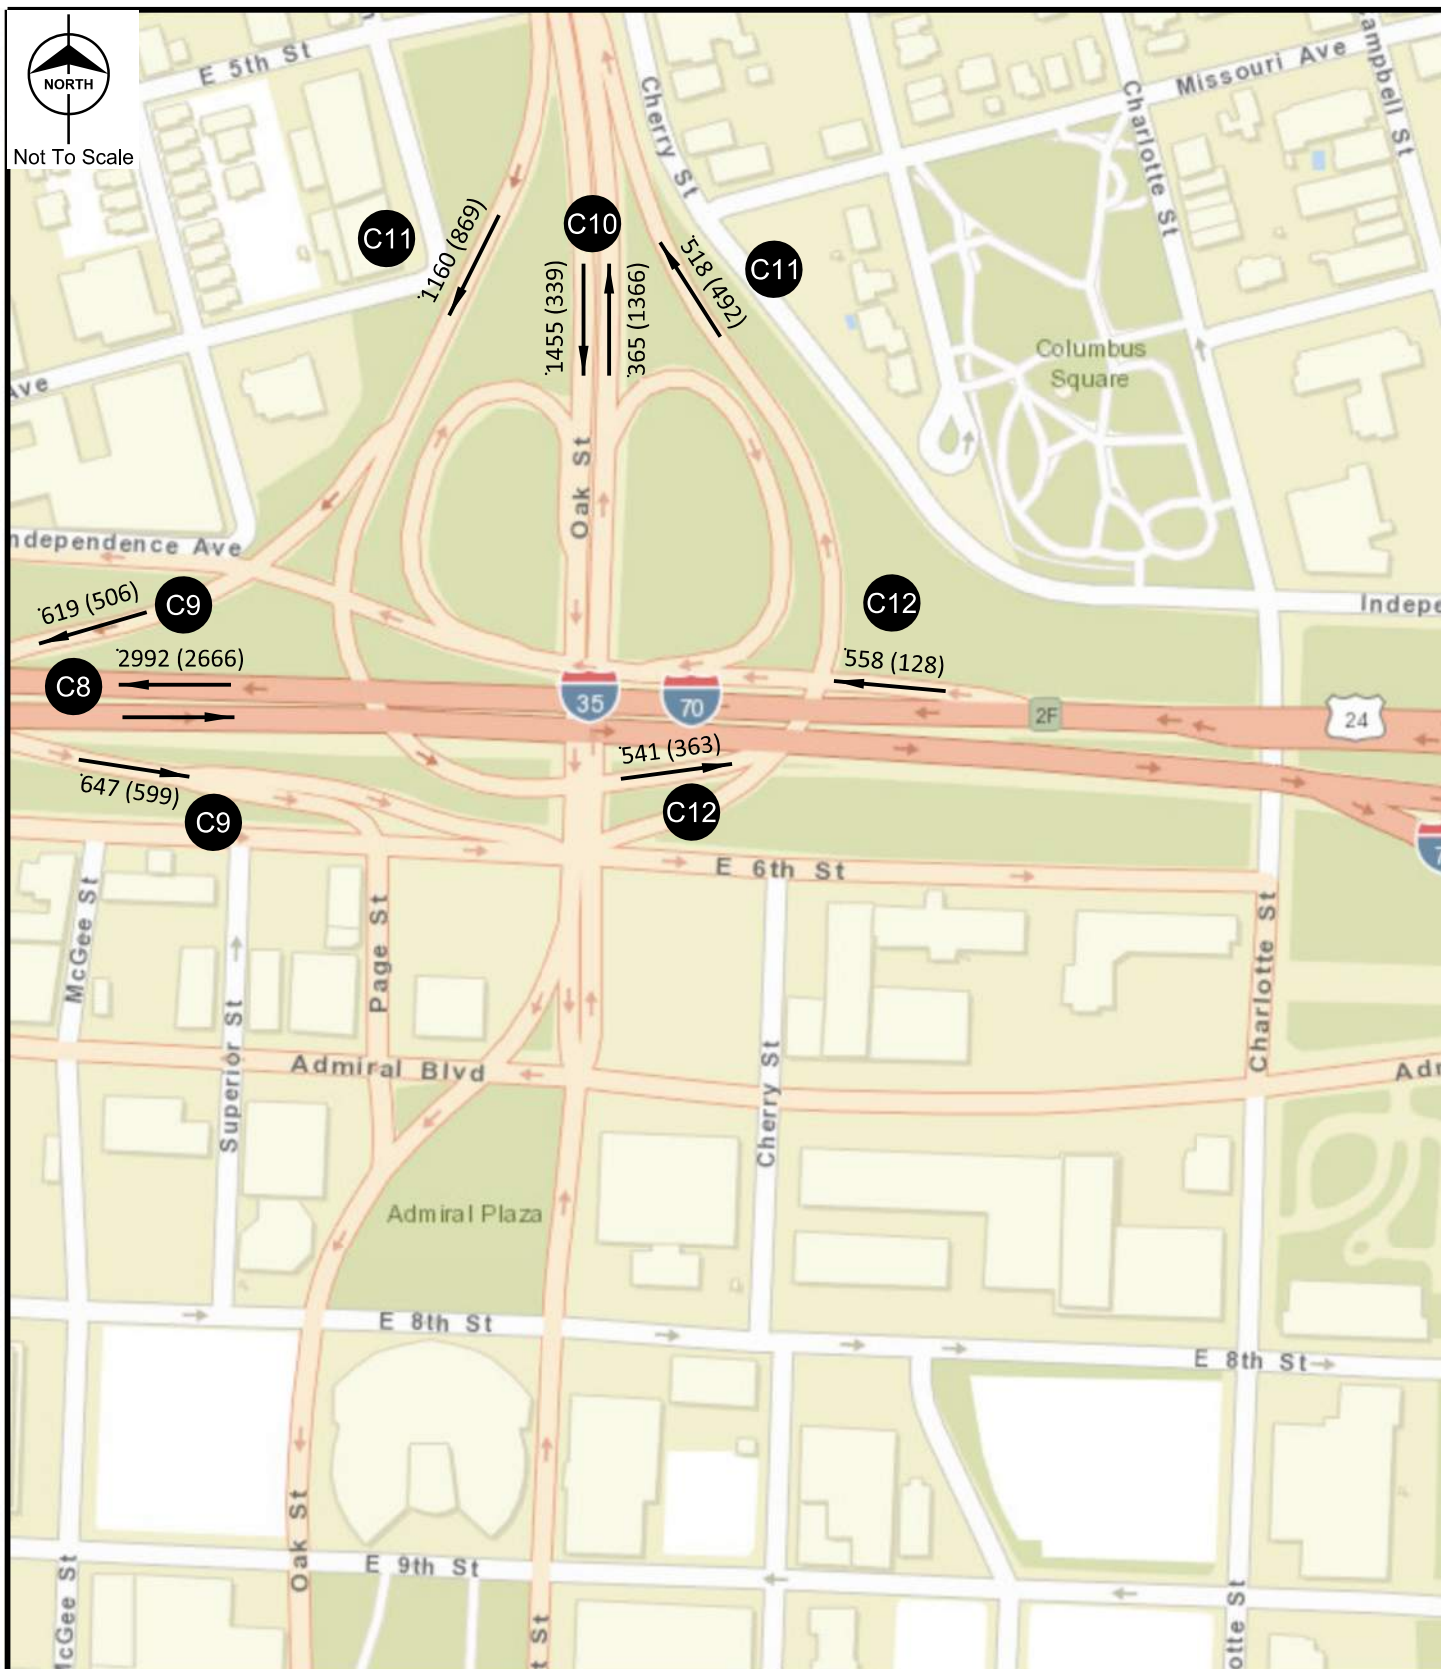 NORTH
Not To Scale
E 5th St
Cherry St
Charlotte St
Missouri Ave
ampbell St
C11
1160 (869)
C10
1455 (339)
365 (1366)
518 (492)
C11
Columbus
Square
Ave
Oak St
ndependence Ave
619 (506)
C9
C12
Indepe
2992 (2666)
C8
558 (128)
35
70
2F
24
541 (363)
647 (599)
C9
C12
7
E 6th St
McGee St
Superior St
Page St
Charlotte St
Admiral Blvd
Cherry St
Adm
Admiral Plaza
E 8th St
E 8th St
Oak St
E 9th St
McGee St
t St
otte St